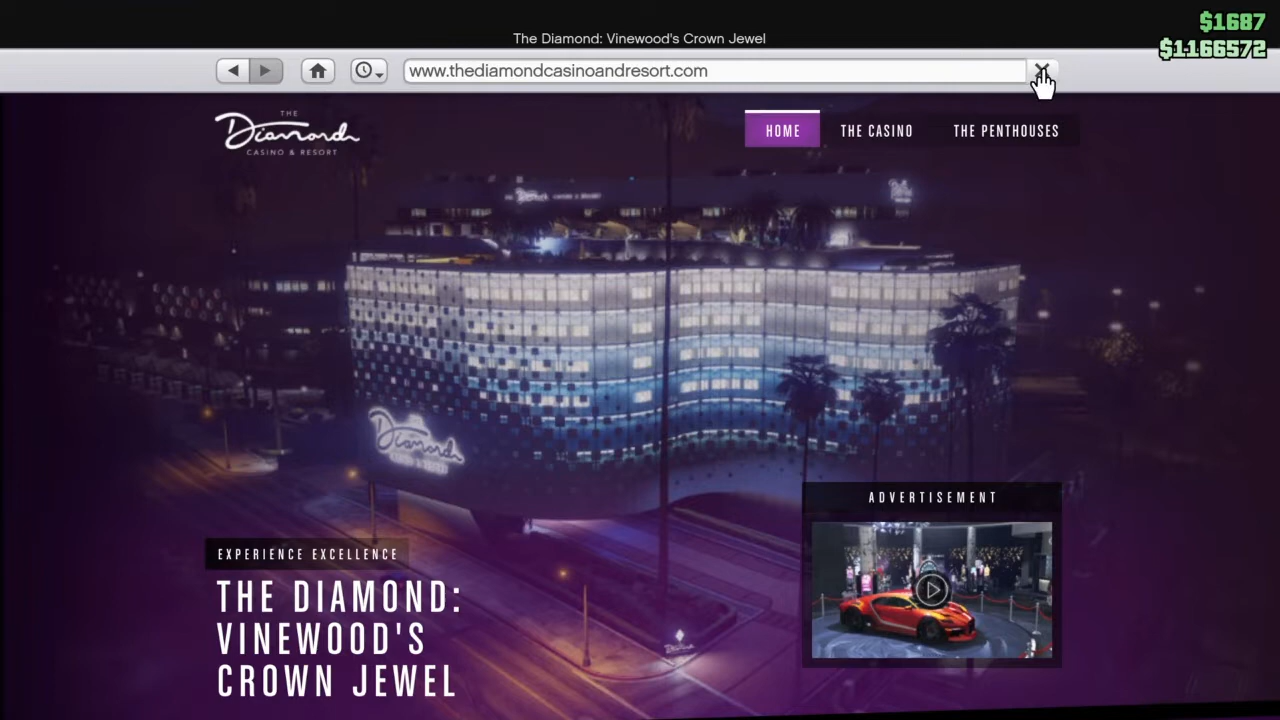 $1687
$1166572
The Diamond: Vinewood's Crown Jewel
www.thediamondcasinoandresort.com
THE
Diamond
CASINO & RESORT
HOME
THE CASINO
THE PENTHOUSES
Diamond
ADVERTISEMENT
EXPERIENCE EXCELLENCE
THE DIAMOND:
VINEWOOD'S
CROWN JEWEL